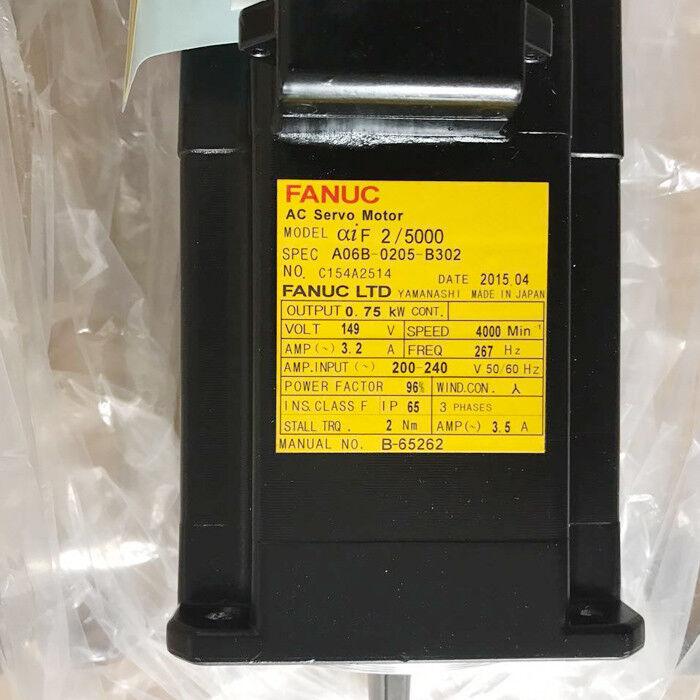 FANUC
AC Servo Motor
MODEL αiF 2/5000
SPEC A06B-0205-B302
NO. C154A2514 DATE 2015.04
FANUC LTD YAMANASHI MADE IN JAPAN
OUTPUT 0.75 kW CONT.
VOLT 149 V SPEED 4000 Min⁻¹
AMP(~) 3.2 A FREQ 267 Hz
AMP.INPUT (~) 200-240 V 50/60 Hz
POWER FACTOR 96% WIND.CON. 人
INS.CLASS F IP 65 3 PHASES
STALL TRQ. 2 Nm AMP(~) 3.5 A
MANUAL NO. B-65262